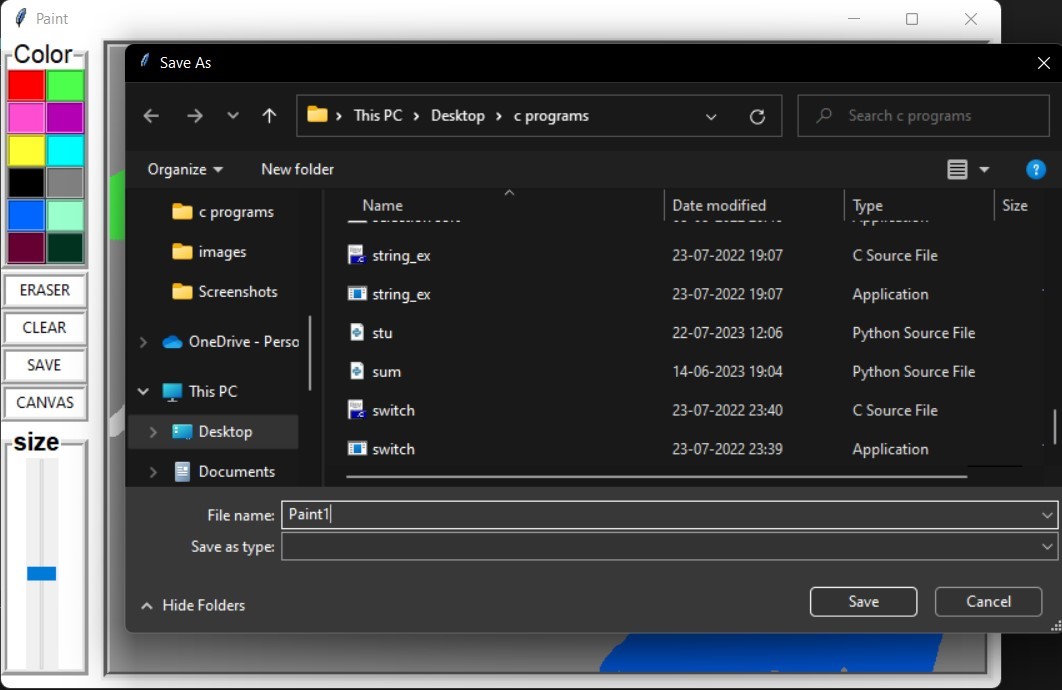 Paint
Color
ERASER
CLEAR
SAVE
CANVAS
size
Save As
This PC
Desktop
c programs
Search c programs
Organize
New folder
?
c programs
images
Screenshots
OneDrive - Perso
This PC
Desktop
Documents
Name Date modified Type Size
string_ex 23-07-2022 19:07 C Source File
string_ex 23-07-2022 19:07 Application
stu 22-07-2023 12:06 Python Source File
sum 14-06-2023 19:04 Python Source File
switch 23-07-2022 23:40 C Source File
switch 23-07-2022 23:39 Application
File name: Paint1
Save as type:
Hide Folders
Save
Cancel